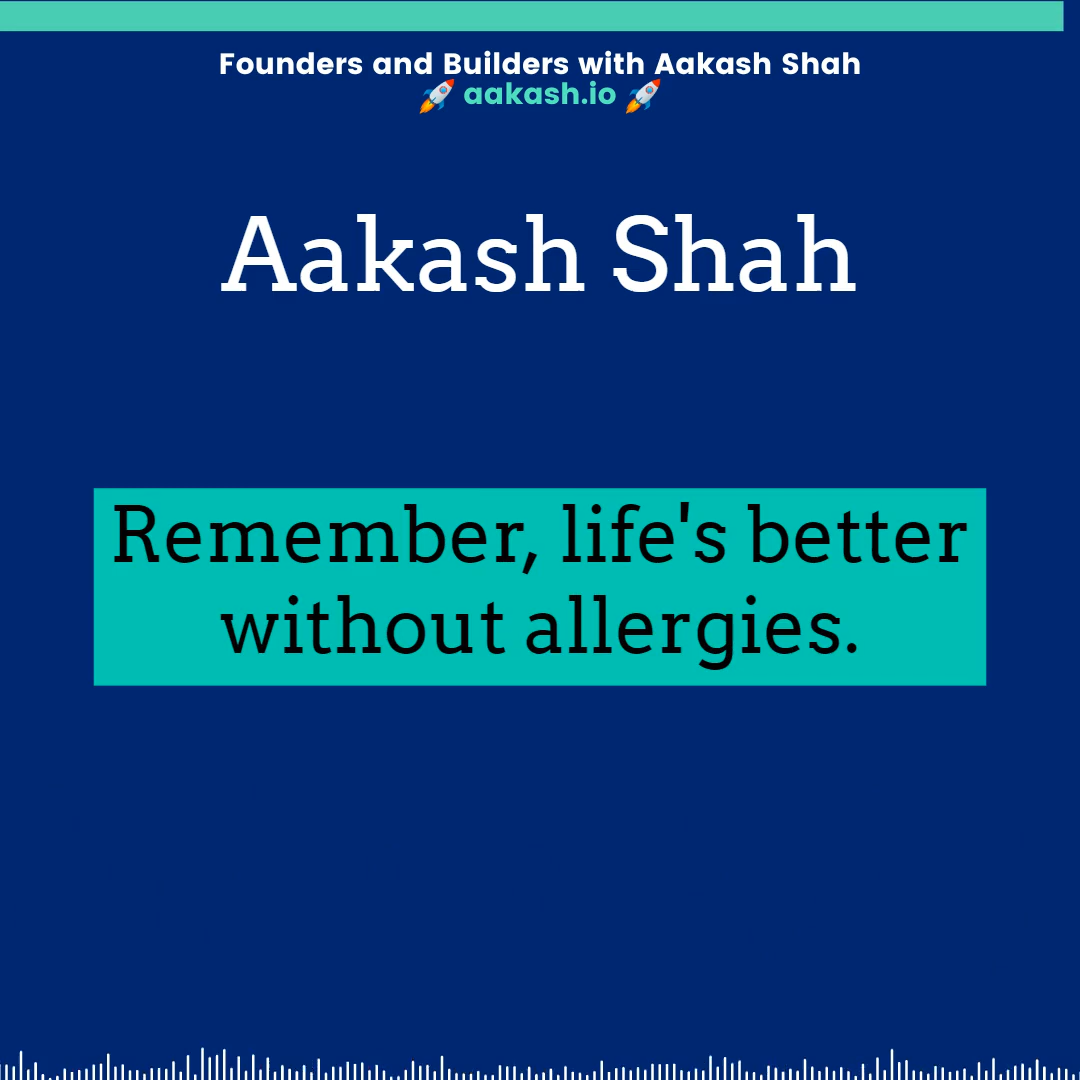 Founders and Builders with Aakash Shah
🚀 aakash.io 🚀
Aakash Shah
Remember, life's better
without allergies.